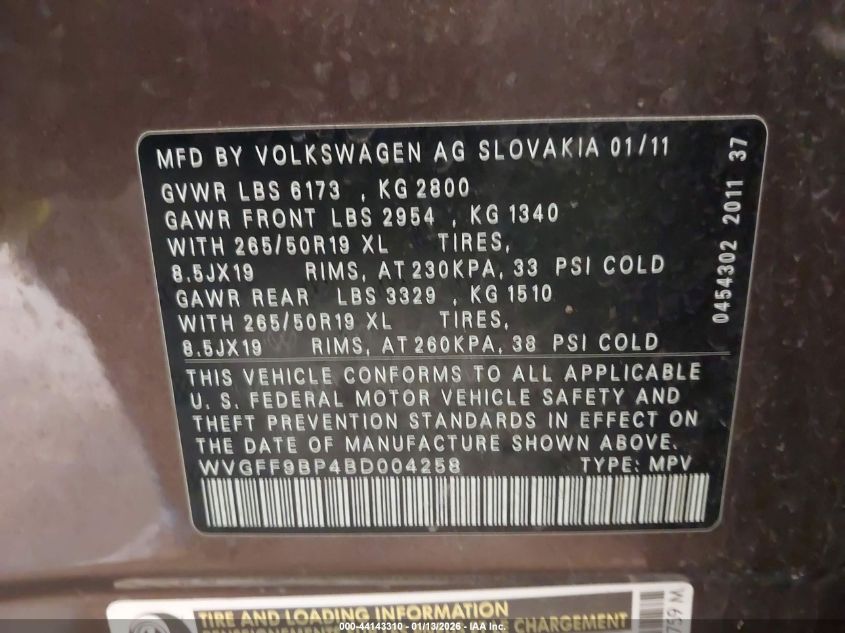 MFD BY VOLKSWAGEN AG SLOVAKIA 01/11
GVWR LBS 6173 , KG 2800
GAWR FRONT LBS 2954 , KG 1340
WITH 265/50R19 XL TIRES,
8.5JX19 RIMS, AT 230KPA, 33 PSI COLD
GAWR REAR LBS 3329 , KG 1510
WITH 265/50R19 XL TIRES,
8.5JX19 RIMS, AT 260KPA, 38 PSI COLD
0454302 2011 37
THIS VEHICLE CONFORMS TO ALL APPLICABLE
U. S. FEDERAL MOTOR VEHICLE SAFETY AND
THEFT PREVENTION STANDARDS IN EFFECT ON
THE DATE OF MANUFACTURE SHOWN ABOVE.
WVGFF9BP4BD004258 TYPE: MPV
TIRE AND LOADING INFORMATION
CHARGEMENT
000-44143310 - 01/13/2026 - IAA, Inc.